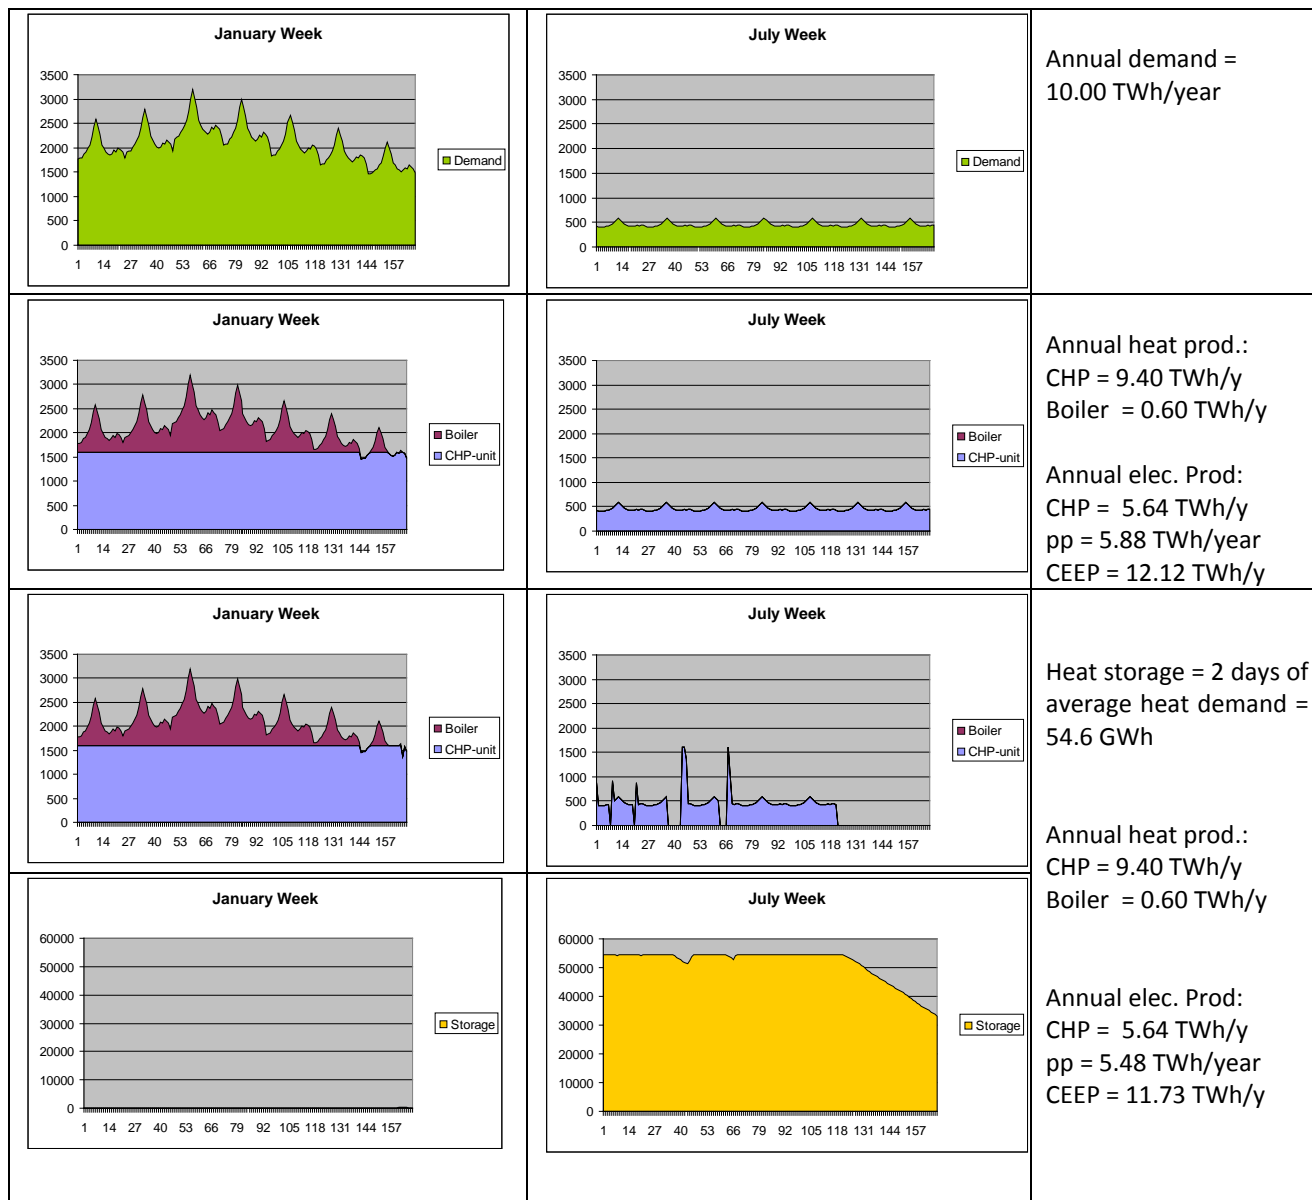 January Week
3500
3000
2500
2000
1500
1000
500
0
1 14 27 40 53 66 79 92 105 118 131 144 157
Demand
July Week
3500
3000
2500
2000
1500
1000
500
0
1 14 27 40 53 66 79 92 105 118 131 144 157
Demand
Annual demand =
10.00 TWh/year
January Week
3500
3000
2500
2000
1500
1000
500
0
1 14 27 40 53 66 79 92 105 118 131 144 157
Boiler
CHP-unit
July Week
3500
3000
2500
2000
1500
1000
500
0
1 14 27 40 53 66 79 92 105 118 131 144 157
Boiler
CHP-unit
Annual heat prod.:
CHP = 9.40 TWh/y
Boiler = 0.60 TWh/y
Annual elec. Prod:
CHP = 5.64 TWh/y
pp = 5.88 TWh/year
CEEP = 12.12 TWh/y
January Week
3500
3000
2500
2000
1500
1000
500
0
1 14 27 40 53 66 79 92 105 118 131 144 157
Boiler
CHP-unit
July Week
3500
3000
2500
2000
1500
1000
500
0
1 14 27 40 53 66 79 92 105 118 131 144 157
Boiler
CHP-unit
January Week
60000
50000
40000
30000
20000
10000
0
1 14 27 40 53 66 79 92 105 118 131 144 157
Storage
July Week
60000
50000
40000
30000
20000
10000
0
1 14 27 40 53 66 79 92 105 118 131 144 157
Storage
Heat storage = 2 days of
average heat demand =
54.6 GWh
Annual heat prod.:
CHP = 9.40 TWh/y
Boiler = 0.60 TWh/y
Annual elec. Prod:
CHP = 5.64 TWh/y
pp = 5.48 TWh/year
CEEP = 11.73 TWh/y